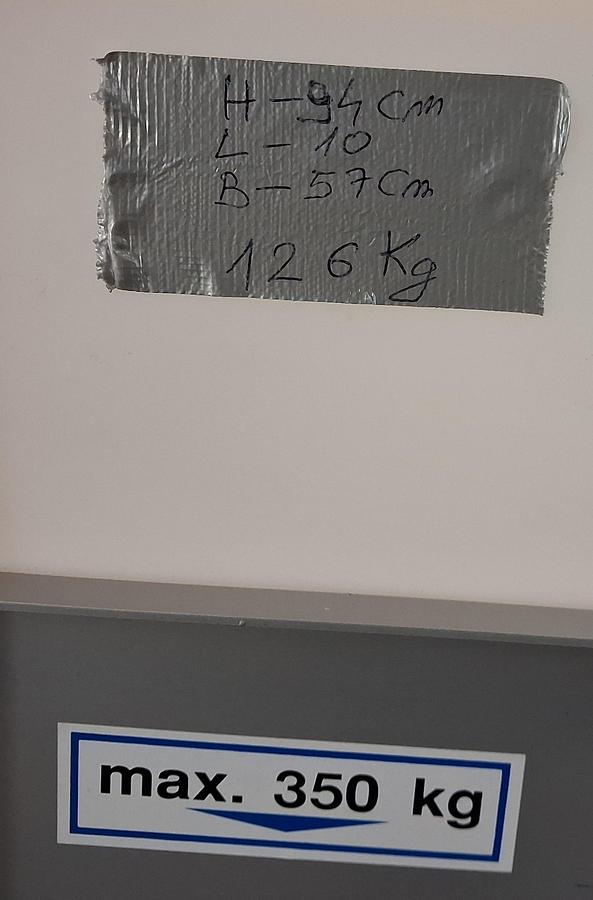 H - 94 Cm
L - 10
B - 57 Cm
126 Kg
max. 350 kg